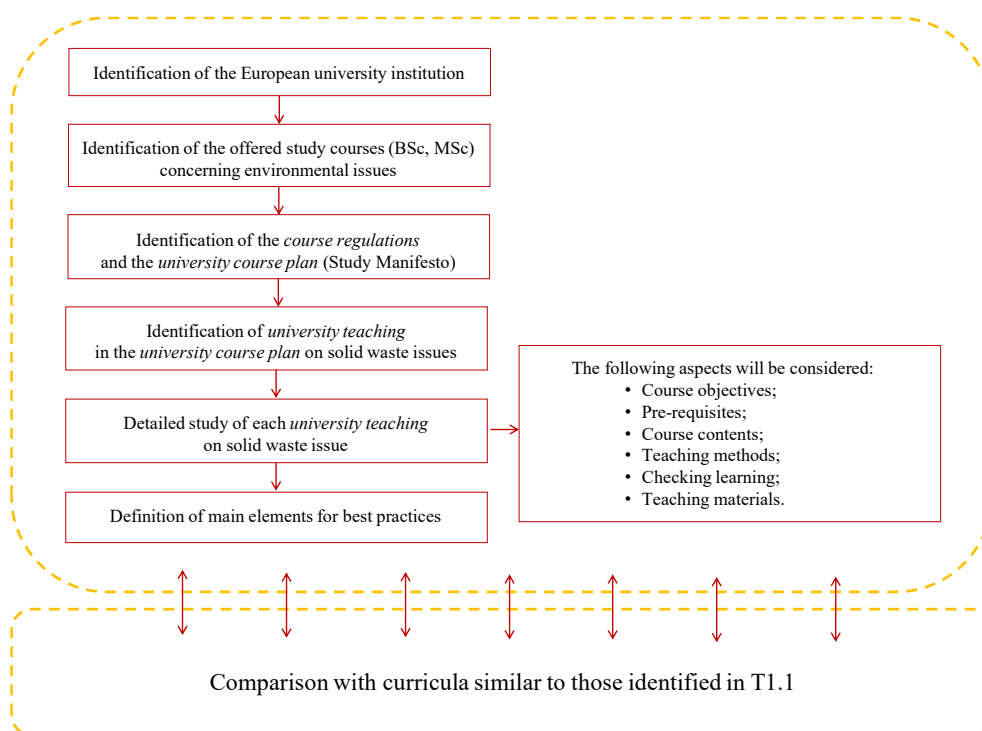 Identification of the European university institution
Identification of the offered study courses (BSc, MSc)
concerning environmental issues
Identification of the course regulations
and the university course plan (Study Manifesto)
Identification of university teaching
in the university course plan on solid waste issues
Detailed study of each university teaching
on solid waste issue
Definition of main elements for best practices
The following aspects will be considered:
• Course objectives;
• Pre-requisites;
• Course contents;
• Teaching methods;
• Checking learning;
• Teaching materials.
Comparison with curricula similar to those identified in T1.1